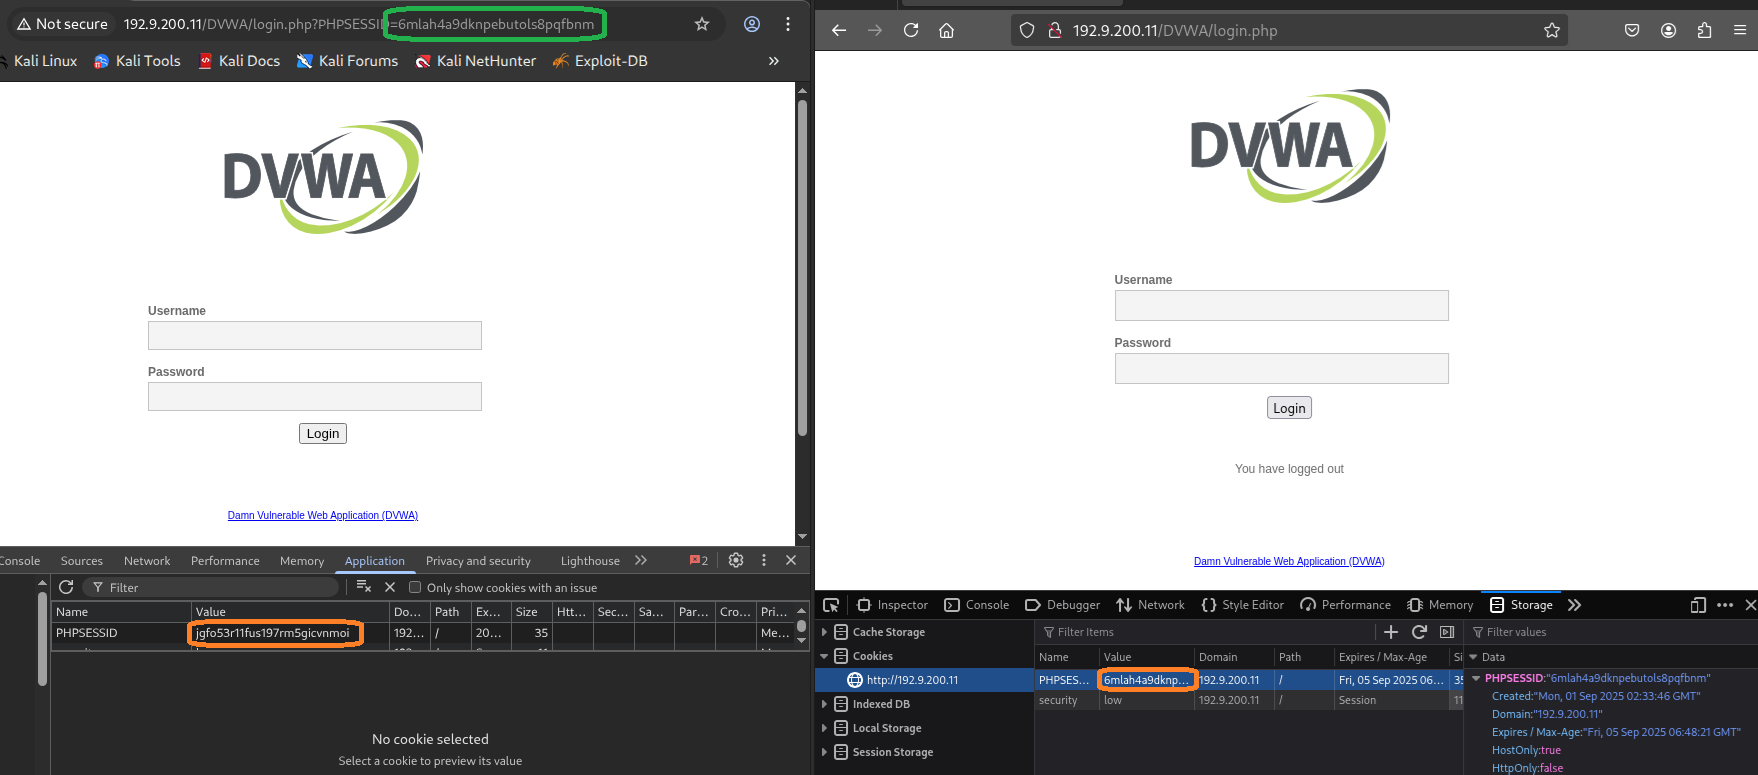 Not secure 192.9.200.11/DVWA/login.php?PHPSESSID=6mlah4a9dknpebutols8pqfbnm
Kali Linux Kali Tools Kali Docs Kali Forums Kali NetHunter Exploit-DB »
DVWA
Username
Password
Login
Damn Vulnerable Web Application (DVWA)
Console Sources Network Performance Memory Application Privacy and security Lighthouse » 2
Filter Only show cookies with an issue
Name Value Do... Path Ex... Size Htt... Sec... Sa... Par... Cro... Pri...
PHPSESSID jgfo53r11fus197rm5gicvnmoi 192... / 20... 35 Me...
No cookie selected
Select a cookie to preview its value
192.9.200.11/DVWA/login.php
DVWA
Username
Password
Login
You have logged out
Damn Vulnerable Web Application (DVWA)
Inspector Console Debugger Network Style Editor Performance Memory Storage »
Cache Storage
Cookies
http://192.9.200.11
Indexed DB
Local Storage
Session Storage
Filter Items
Name Value Domain Path Expires / Max-Age Si
PHPSES... 6mlah4a9dknp... 192.9.200.11 / Fri, 05 Sep 2025 06... 35
security low 192.9.200.11 / Session 11
Filter values
Data
PHPSESSID:"6mlah4a9dknpebutols8pqfbnm"
Created:"Mon, 01 Sep 2025 02:33:46 GMT"
Domain:"192.9.200.11"
Expires / Max-Age:"Fri, 05 Sep 2025 06:48:21 GMT"
HostOnly:true
HttpOnly:false